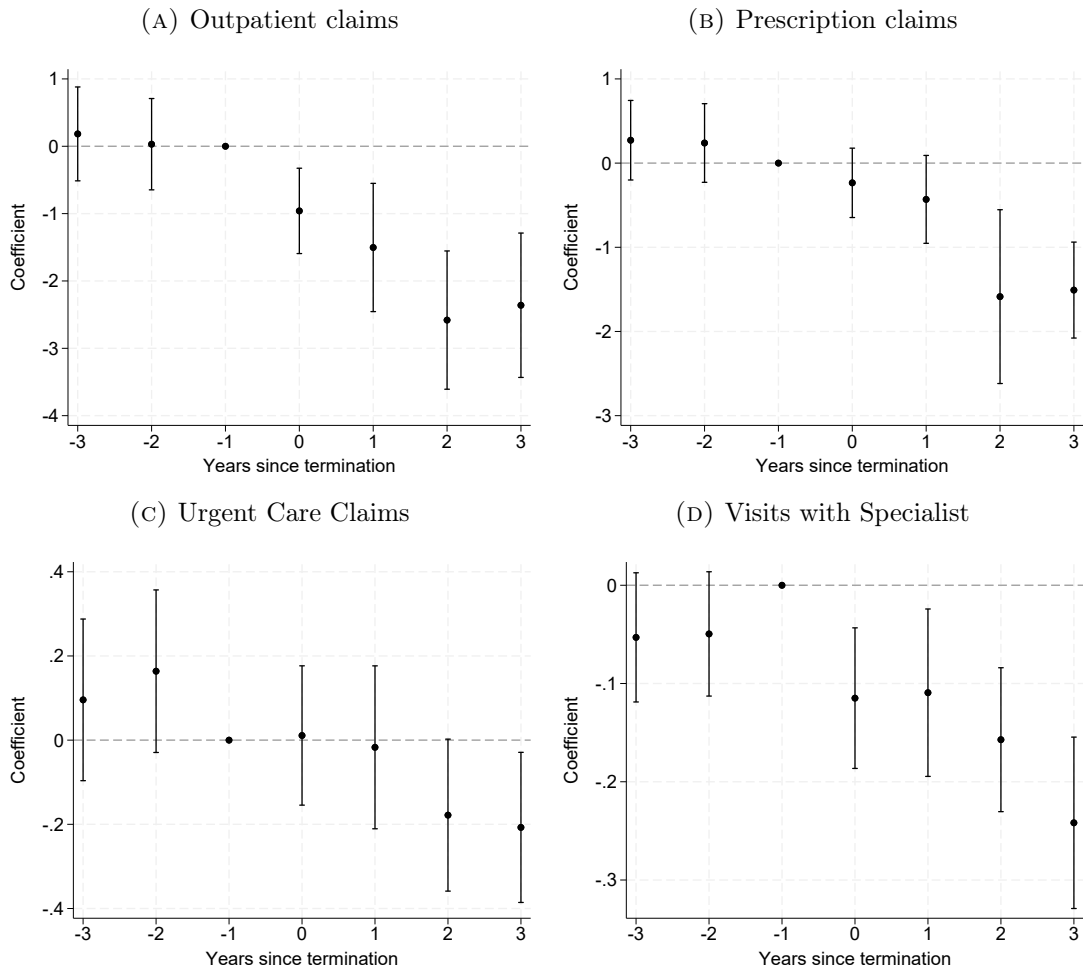 (A) Outpatient claims
1
0
-1
-2
-3
-4
Coefficient
-3 -2 -1 0 1 2 3
Years since termination
(B) Prescription claims
1
0
-1
-2
-3
Coefficient
-3 -2 -1 0 1 2 3
Years since termination
(C) Urgent Care Claims
.4
.2
0
-.2
-.4
Coefficient
-3 -2 -1 0 1 2 3
Years since termination
(D) Visits with Specialist
0
-.1
-.2
-.3
Coefficient
-3 -2 -1 0 1 2 3
Years since termination